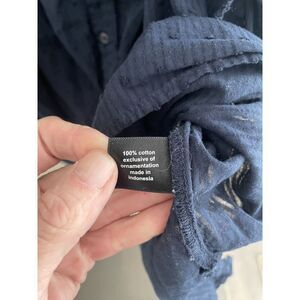 100% cotton
exclusive of
ornamentation
made in
Indonesia